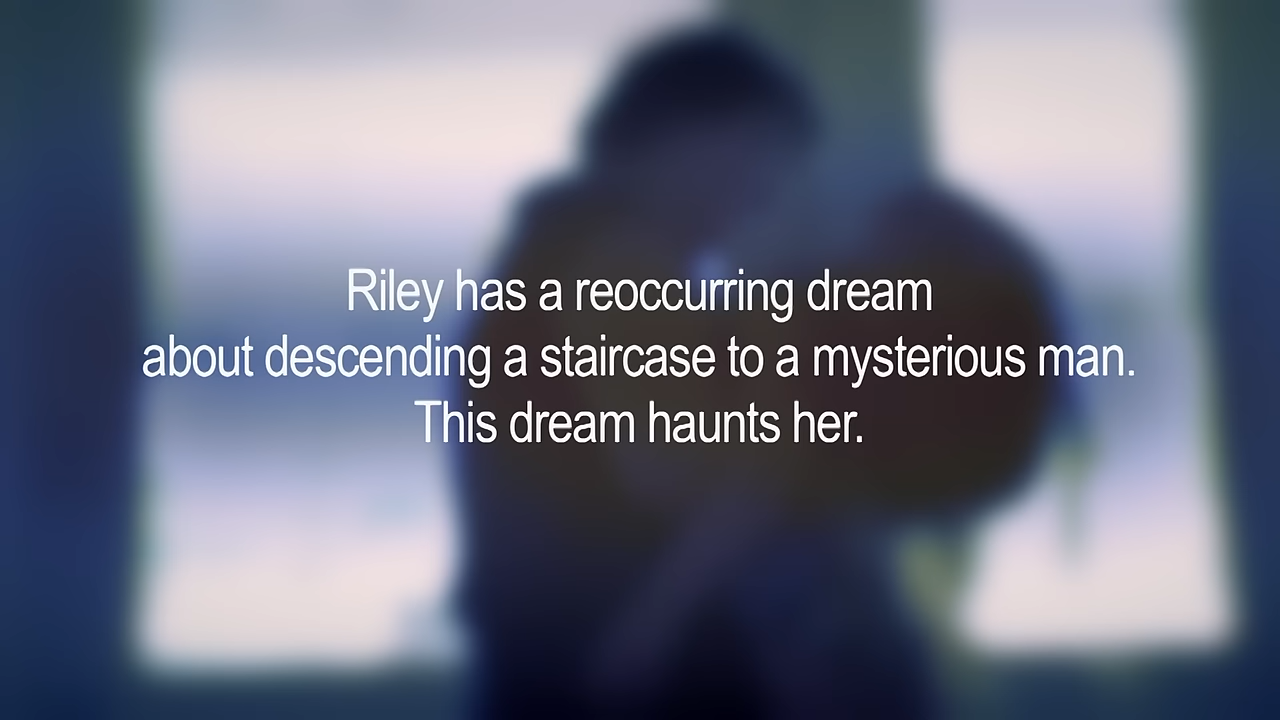 Riley has a reoccurring dream
about descending a staircase to a mysterious man.
This dream haunts her.